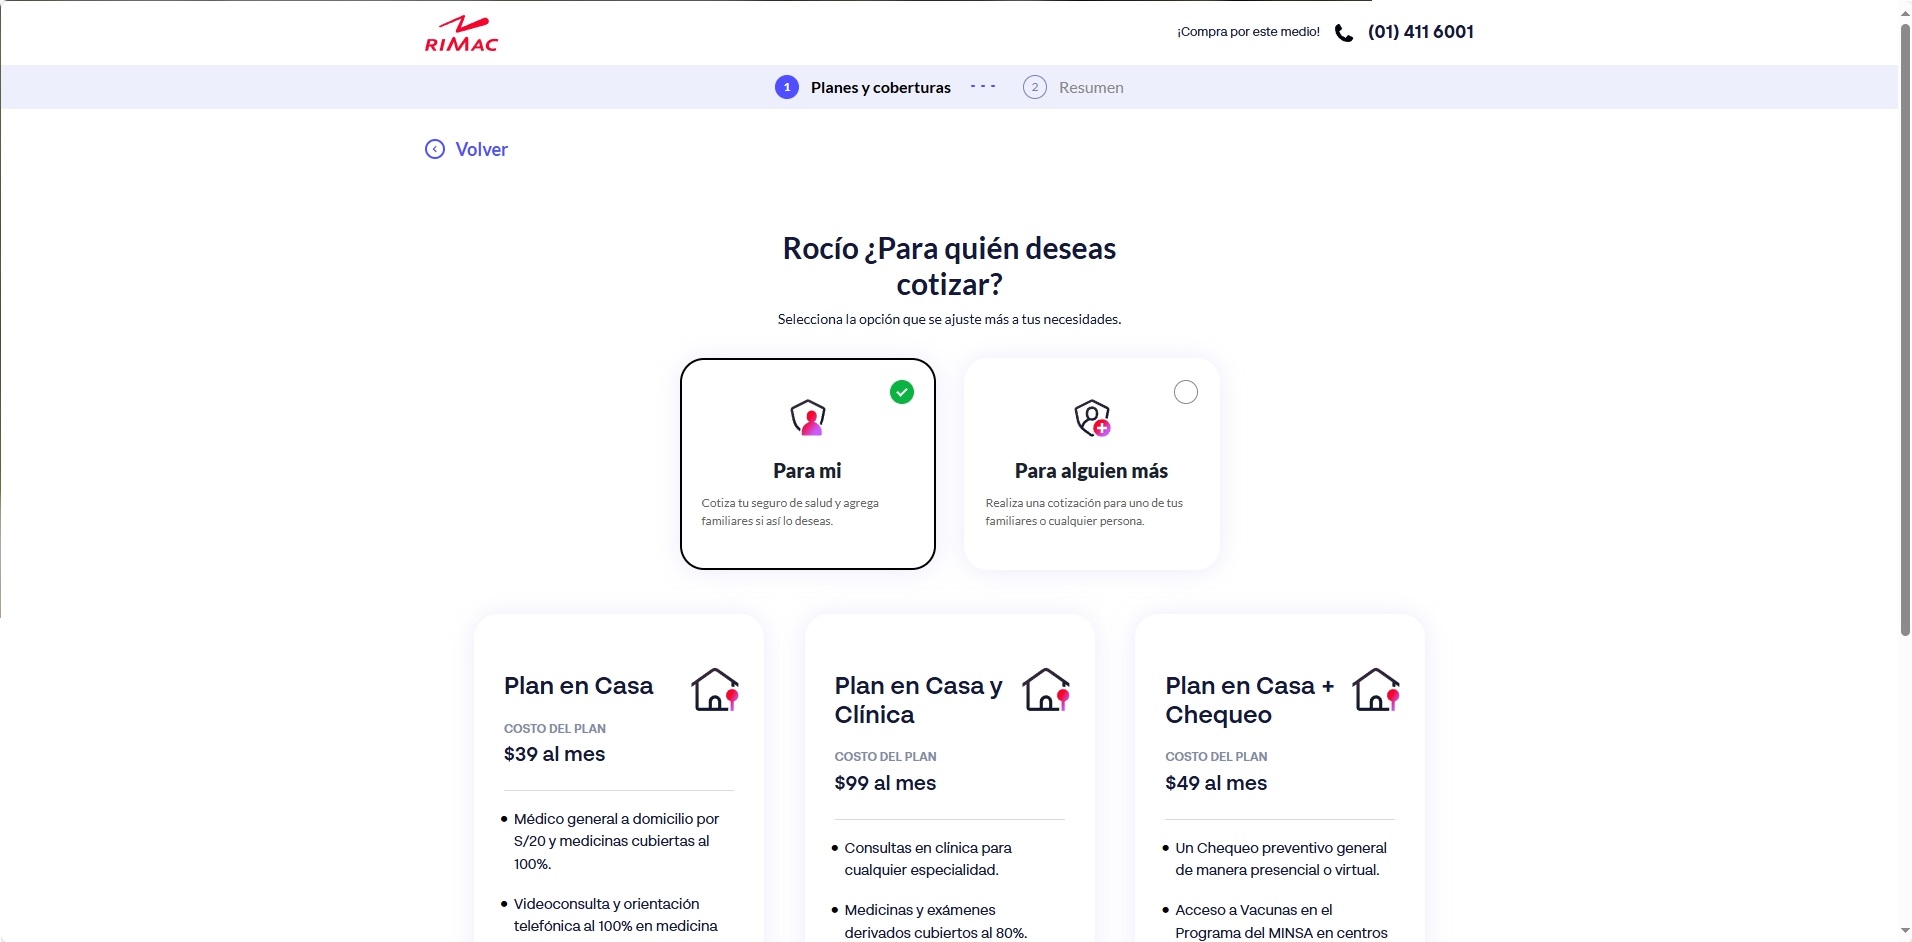 RIMAC
¡Compra por este medio!
(01) 411 6001
1
Planes y coberturas
2
Resumen
Volver
Rocío ¿Para quién deseas
cotizar?
Selecciona la opción que se ajuste más a tus necesidades.
Para mi
Cotiza tu seguro de salud y agrega
familiares si así lo deseas.
Para alguien más
Realiza una cotización para uno de tus
familiares o cualquier persona.
Plan en Casa
COSTO DEL PLAN
$39 al mes
Médico general a domicilio por
S/20 y medicinas cubiertas al
100%.
Videoconsulta y orientación
telefónica al 100% en medicina
Plan en Casa y
Clínica
COSTO DEL PLAN
$99 al mes
Consultas en clínica para
cualquier especialidad.
Medicinas y exámenes
derivados cubiertos al 80%.
Plan en Casa +
Chequeo
COSTO DEL PLAN
$49 al mes
Un Chequeo preventivo general
de manera presencial o virtual.
Acceso a Vacunas en el
Programa del MINSA en centros